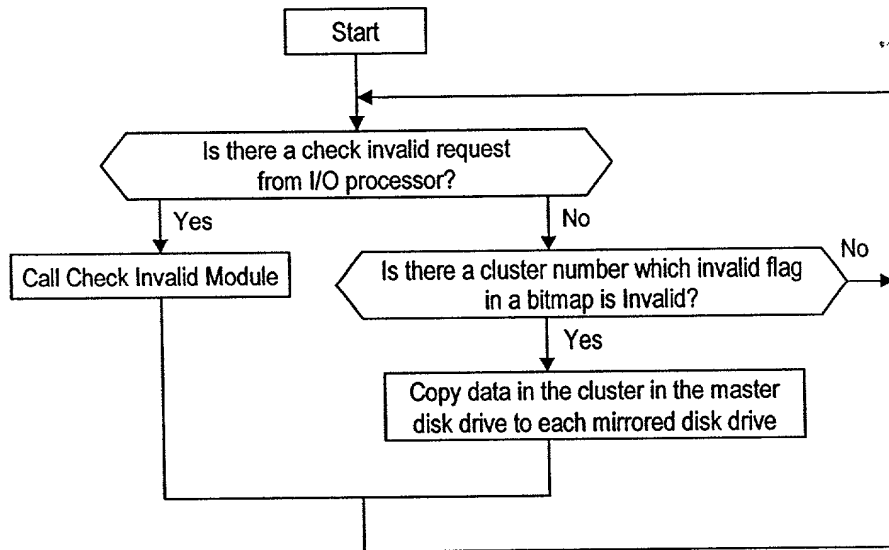 Start
Is there a check invalid request
from I/O processor?
Yes
No
Call Check Invalid Module
Is there a cluster number which invalid flag
in a bitmap is Invalid?
No
Yes
Copy data in the cluster in the master
disk drive to each mirrored disk drive